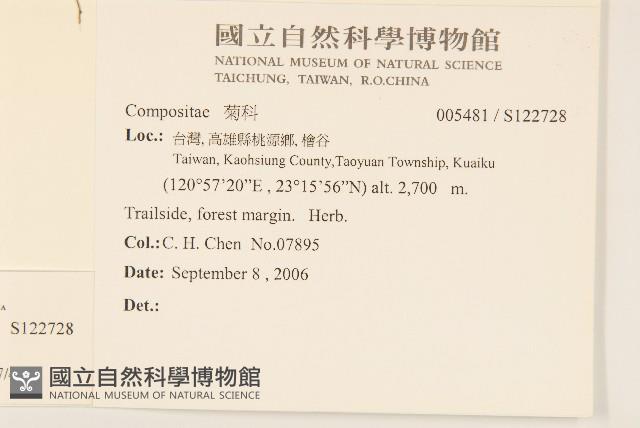 國立自然科學博物館
NATIONAL MUSEUM OF NATURAL SCIENCE
TAICHUNG, TAIWAN, R.O.CHINA
Compositae 菊科 005481 / S122728
Loc.: 台灣, 高雄縣桃源鄉, 檜谷
Taiwan, Kaohsiung County,Taoyuan Township, Kuaiku
(120°57'20”E , 23°15'56”N) alt. 2,700 m.
Trailside, forest margin. Herb.
Col.: C. H. Chen No.07895
Date: September 8 , 2006
Det.:
S122728
國立自然科學博物館
NATIONAL MUSEUM OF NATURAL SCIENCE